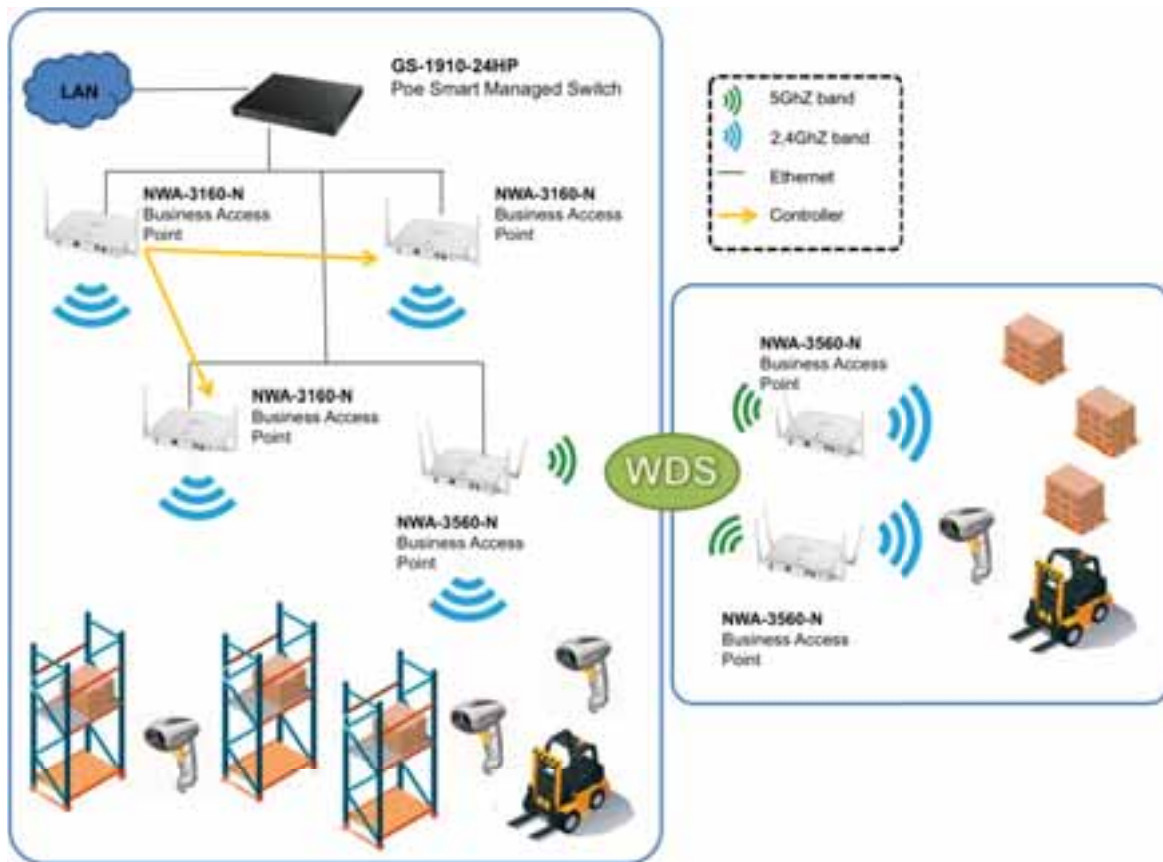 LAN
GS-1910-24HP
Poe Smart Managed Switch
5GhZ band
2,4GhZ band
Ethernet
Controller
NWA-3160-N
Business Access
Point
NWA-3160-N
Business Access
Point
NWA-3160-N
Business Access
Point
NWA-3560-N
Business Access
Point
WDS
NWA-3560-N
Business Access
Point
NWA-3560-N
Business Access
Point